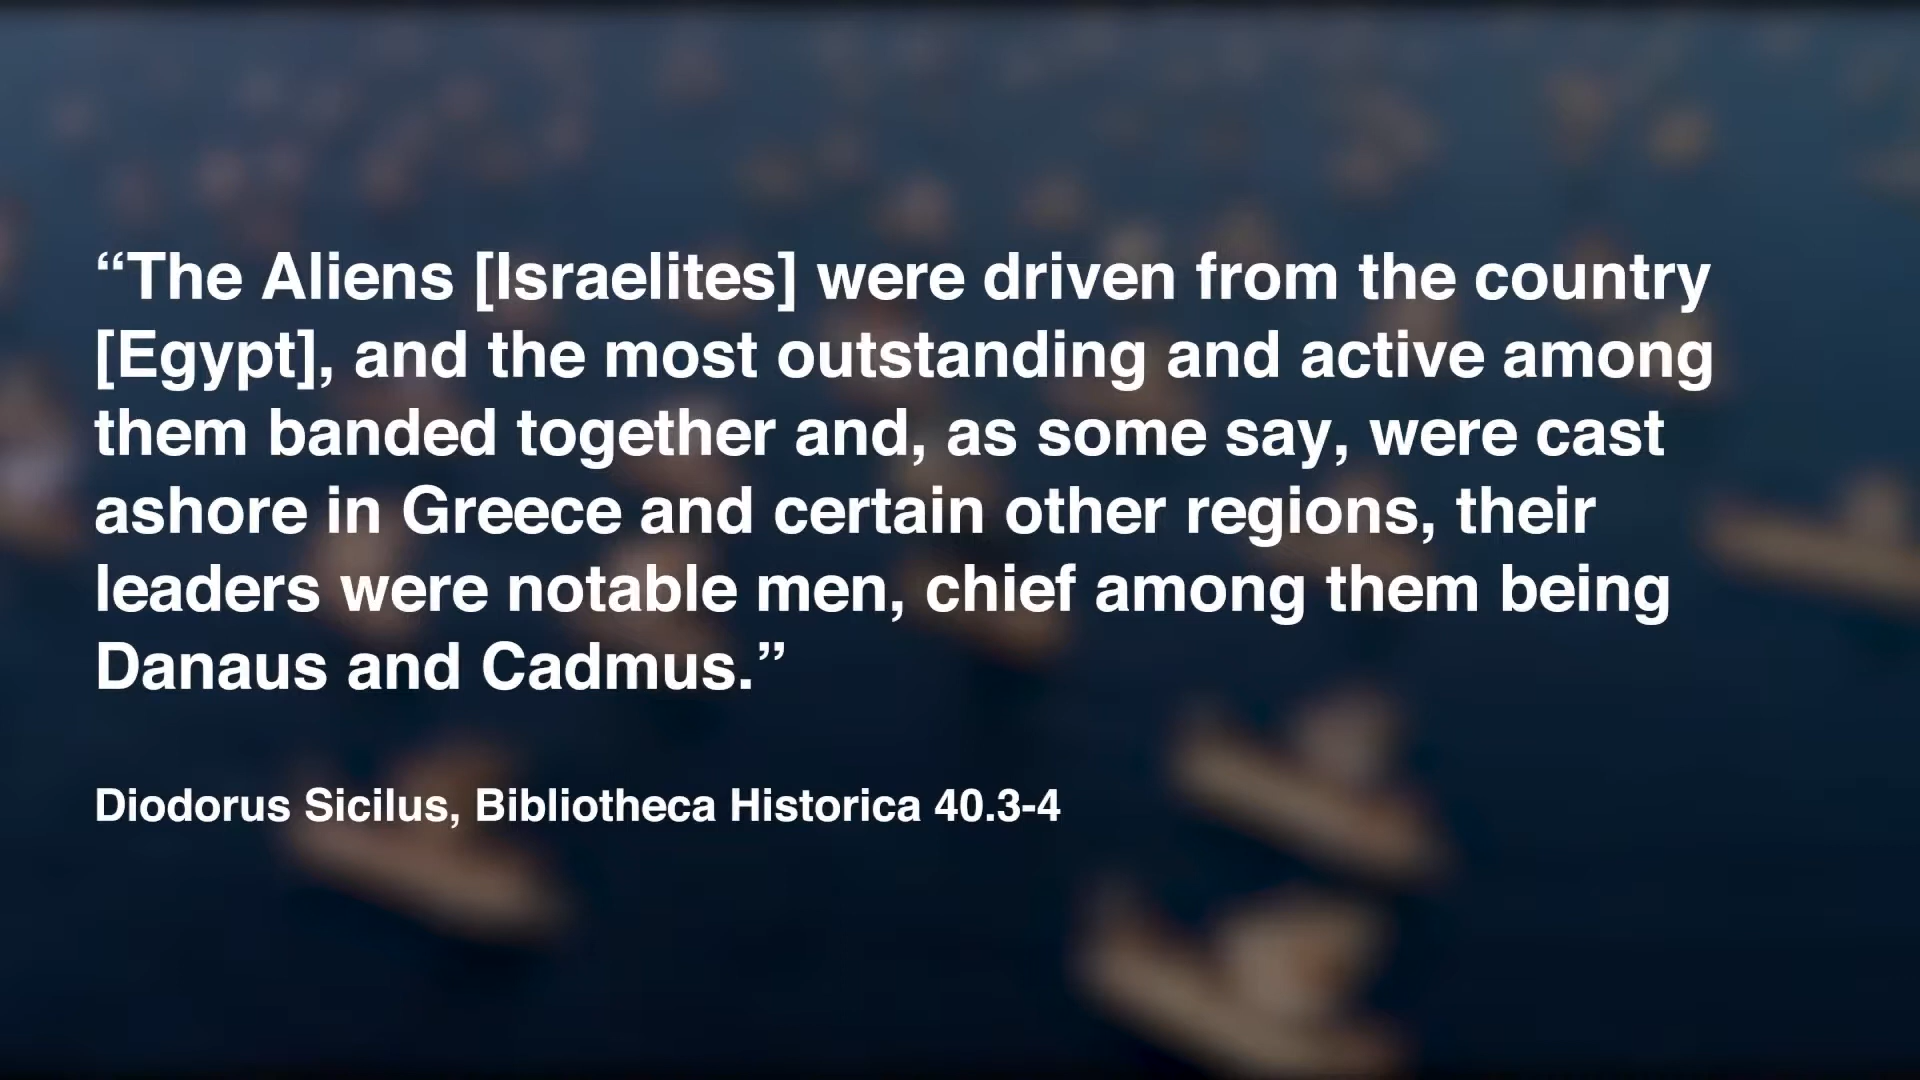 “The Aliens [Israelites] were driven from the country
[Egypt], and the most outstanding and active among
them banded together and, as some say, were cast
ashore in Greece and certain other regions, their
leaders were notable men, chief among them being
Danaus and Cadmus.”
Diodorus Sicilus, Bibliotheca Historica 40.3-4